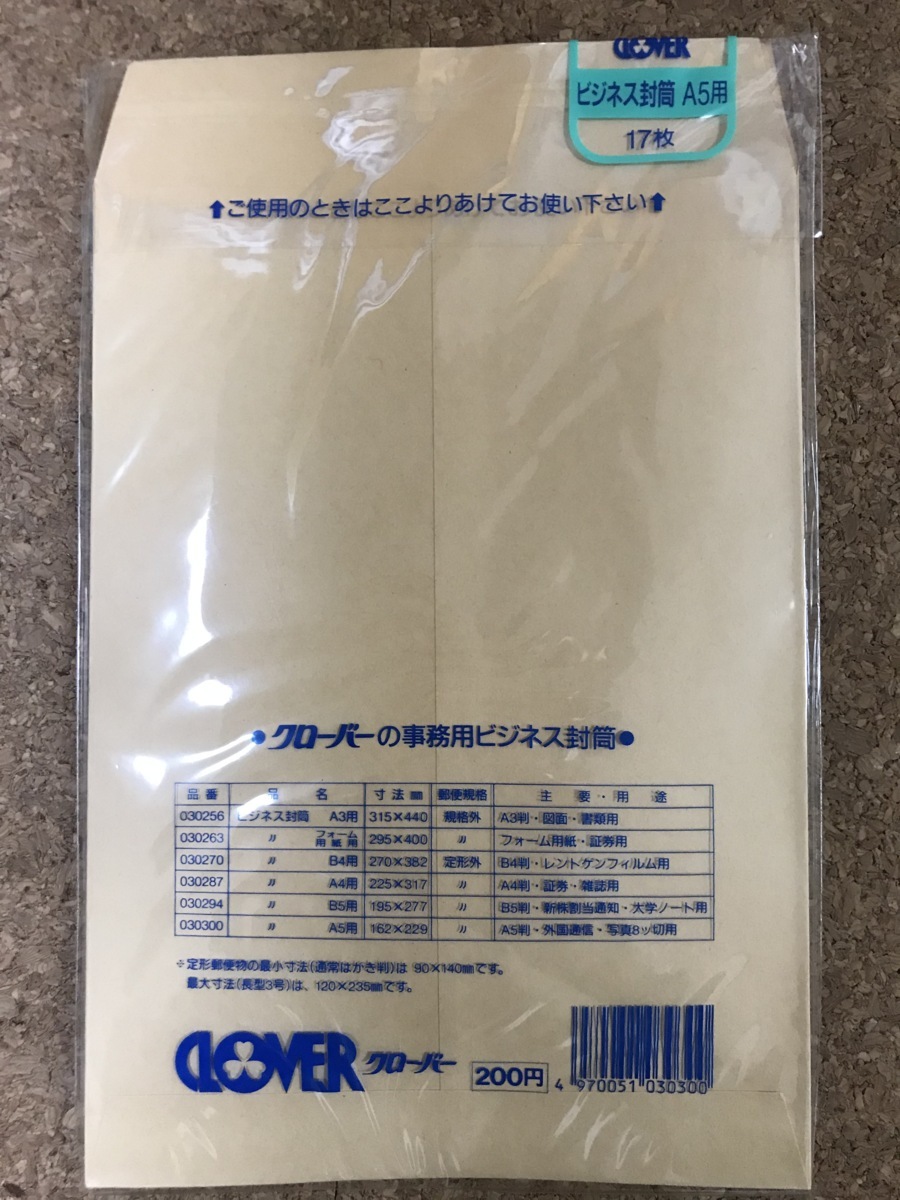 CLOVER
ビジネス封筒 A5用
17枚
⬆ご使用のときはここよりあけてお使い下さい⬆
●クローバーの事務用ビジネス封筒●
品番 品名 寸法㎜ 郵便規格 主要・用途
030256 ビジネス封筒 A3用 315×440 規格外 A3判・図面・書類用
030263 〃 フォーム用紙用 295×400 〃 フォーム用紙・証券用
030270 〃 B4用 270×382 定形外 B4判・レントゲンフィルム用
030287 〃 A4用 225×317 〃 A4判・証券・雑誌用
030294 〃 B5用 195×277 〃 B5判・新株割当通知・大学ノート用
030300 〃 A5用 162×229 〃 A5判・外国通信・写真8ッ切用
※定形郵便物の最小寸法(通常はがき判)は 90×140㎜です。
最大寸法(長型3号)は、120×235㎜です。
CLOVER クローバー 200円
4 970051 030300